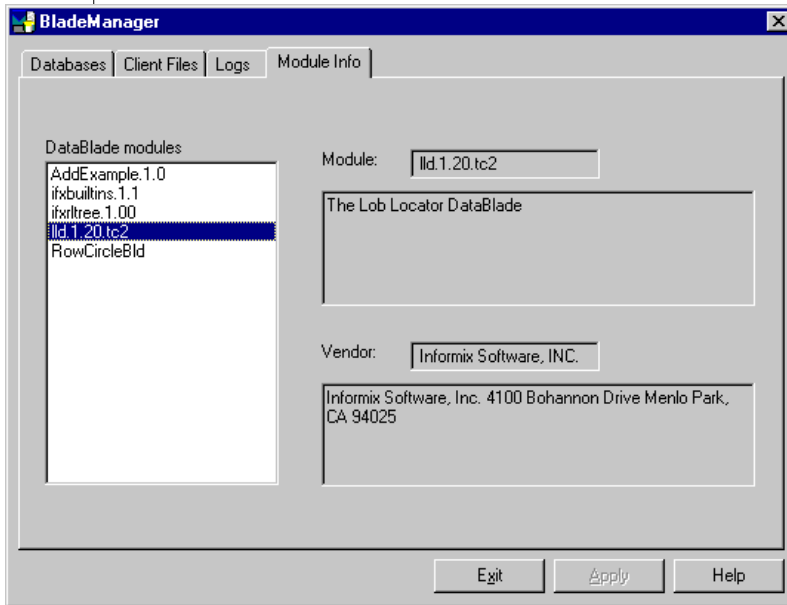 BladeManager
Databases
Client Files
Logs
Module Info
DataBlade modules
AddExample.1.0
ifxbuiltins.1.1
ifxrltree.1.00
lld.1.20.tc2
RowCircleBld
Module:
lld.1.20.tc2
The Lob Locator DataBlade
Vendor:
Informix Software, INC.
Informix Software, Inc. 4100 Bohannon Drive Menlo Park,
CA 94025
Exit
Apply
Help